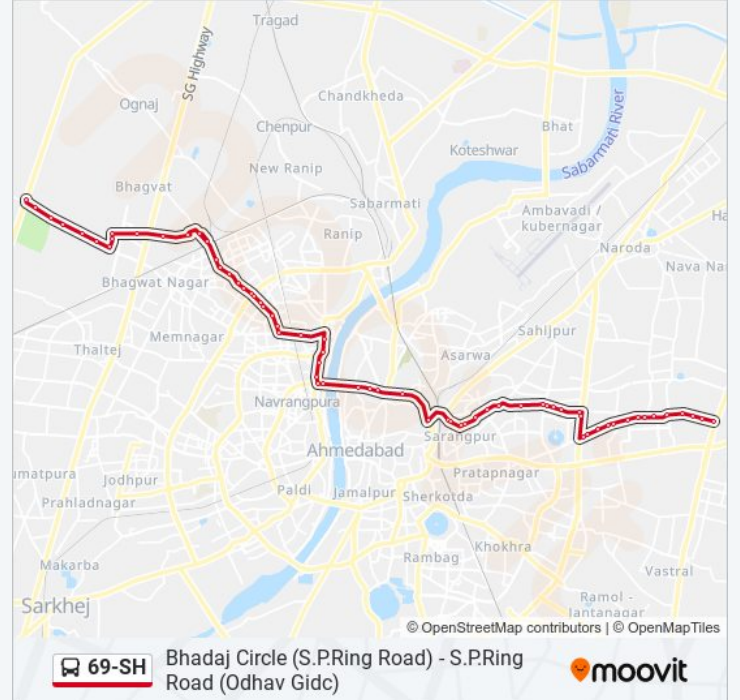 Tragad
SG Highway
Ognaj
Chandkheda
Chenpur
Bhat
Koteshwar
Sabarmati River
New Ranip
Bhagvat
Sabarmati
Ambavadi /
kubernagar
Ha
Ranip
Naroda
Nava Na
Bhagwat Nagar
Memnagar
Sahijpur
Thaltej
Asarwa
Navrangpura
Sarangpur
Ahmedabad
umatpura
Jodhpur
Pratapnagar
Prahladnagar
Paldi
Jamalpur
Sherkotda
Khokhra
Rambag
Makarba
Vastral
Sarkhej
Ramol -
Jantanagar
© OpenStreetMap contributors | © OpenMapTiles
69-SH
Bhadaj Circle (S.P.Ring Road) - S.P.Ring
Road (Odhav Gidc)
moovit